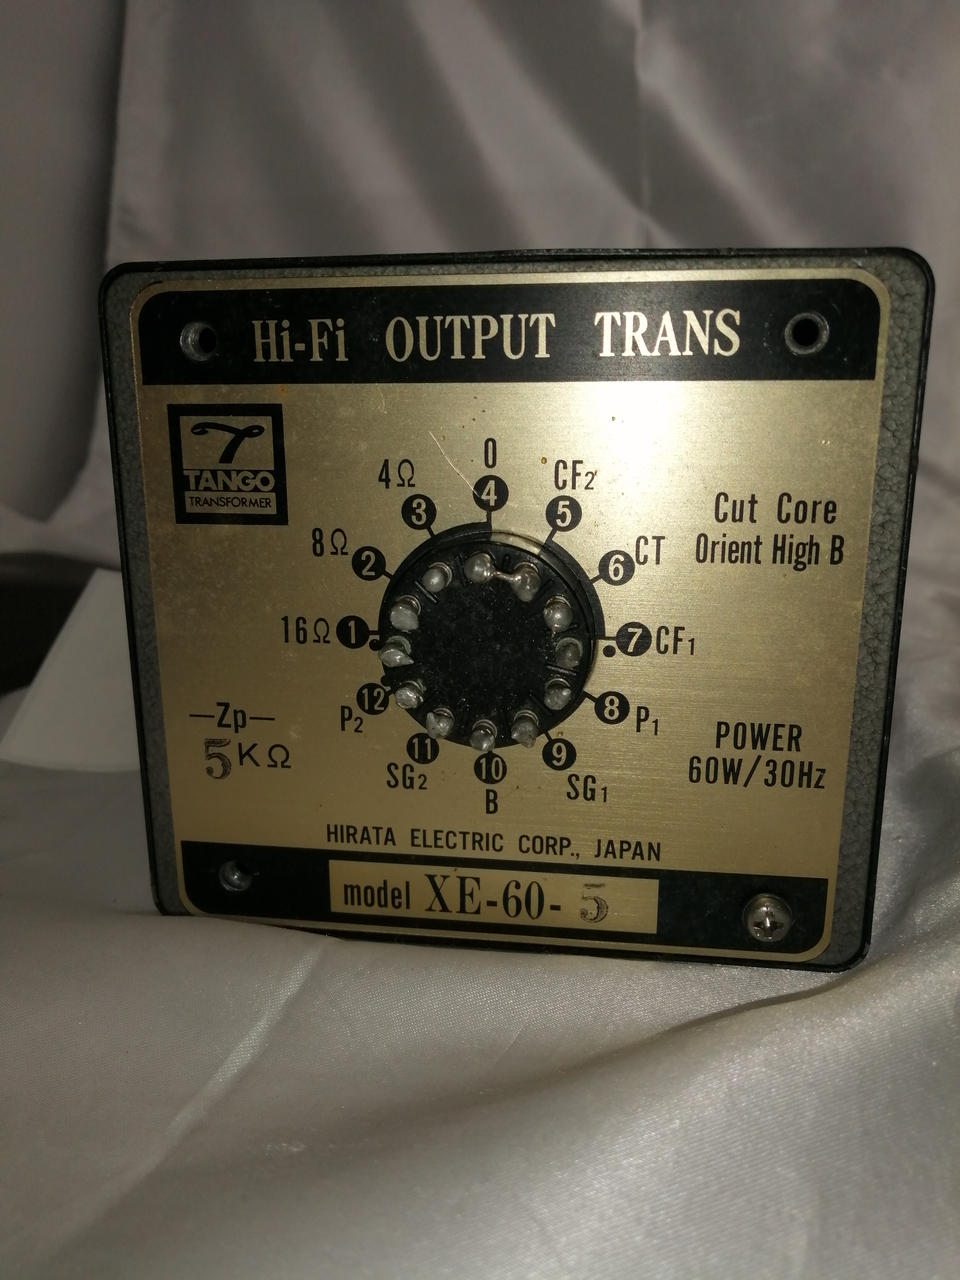 Hi-Fi OUTPUT TRANS
TANGO
TRANSFORMER
0
4Ω
4
CF2
3
5
Cut Core
Orient High B
8Ω
2
6
CT
16Ω
1
7
CF1
12
P2
8
P1
—Zp—
5KΩ
11
SG2
10
B
9
SG1
POWER
60W/30Hz
HIRATA ELECTRIC CORP., JAPAN
model XE-60-5